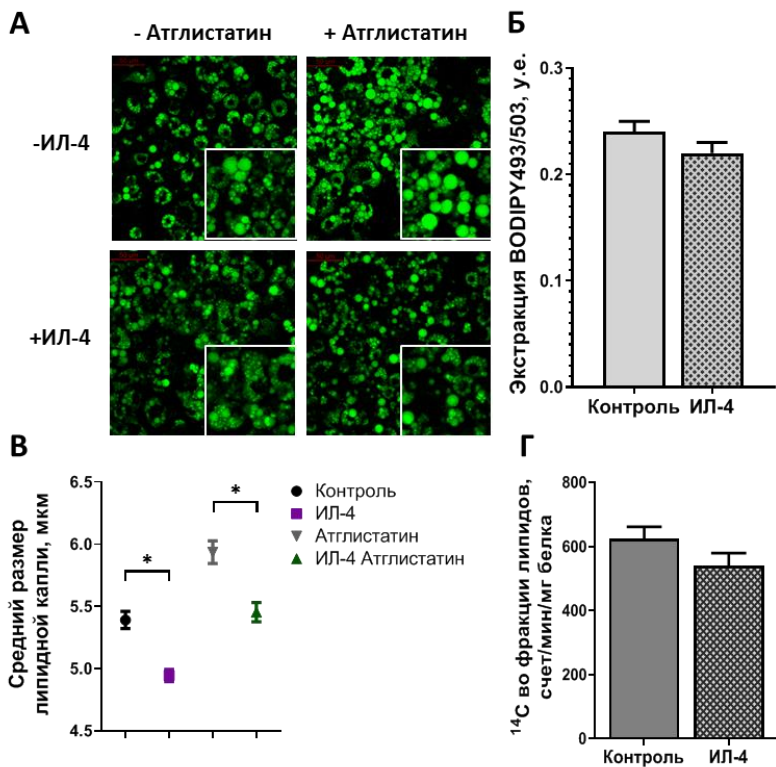 А
- Атглистатин
+ Атглистатин
-ИЛ-4
+ИЛ-4
Б
Экстракция BODIPY493/503, у.е.
0.3
0.2
0.1
0.0
Контроль
ИЛ-4
В
Средний размер
липидной капли, мкм
6.5
6.0
5.5
5.0
4.5
*
*
Контроль
ИЛ-4
Атглистатин
ИЛ-4 Атглистатин
Г
¹⁴C во фракции липидов,
счет/мин/мг белка
800
600
400
200
0
Контроль
ИЛ-4